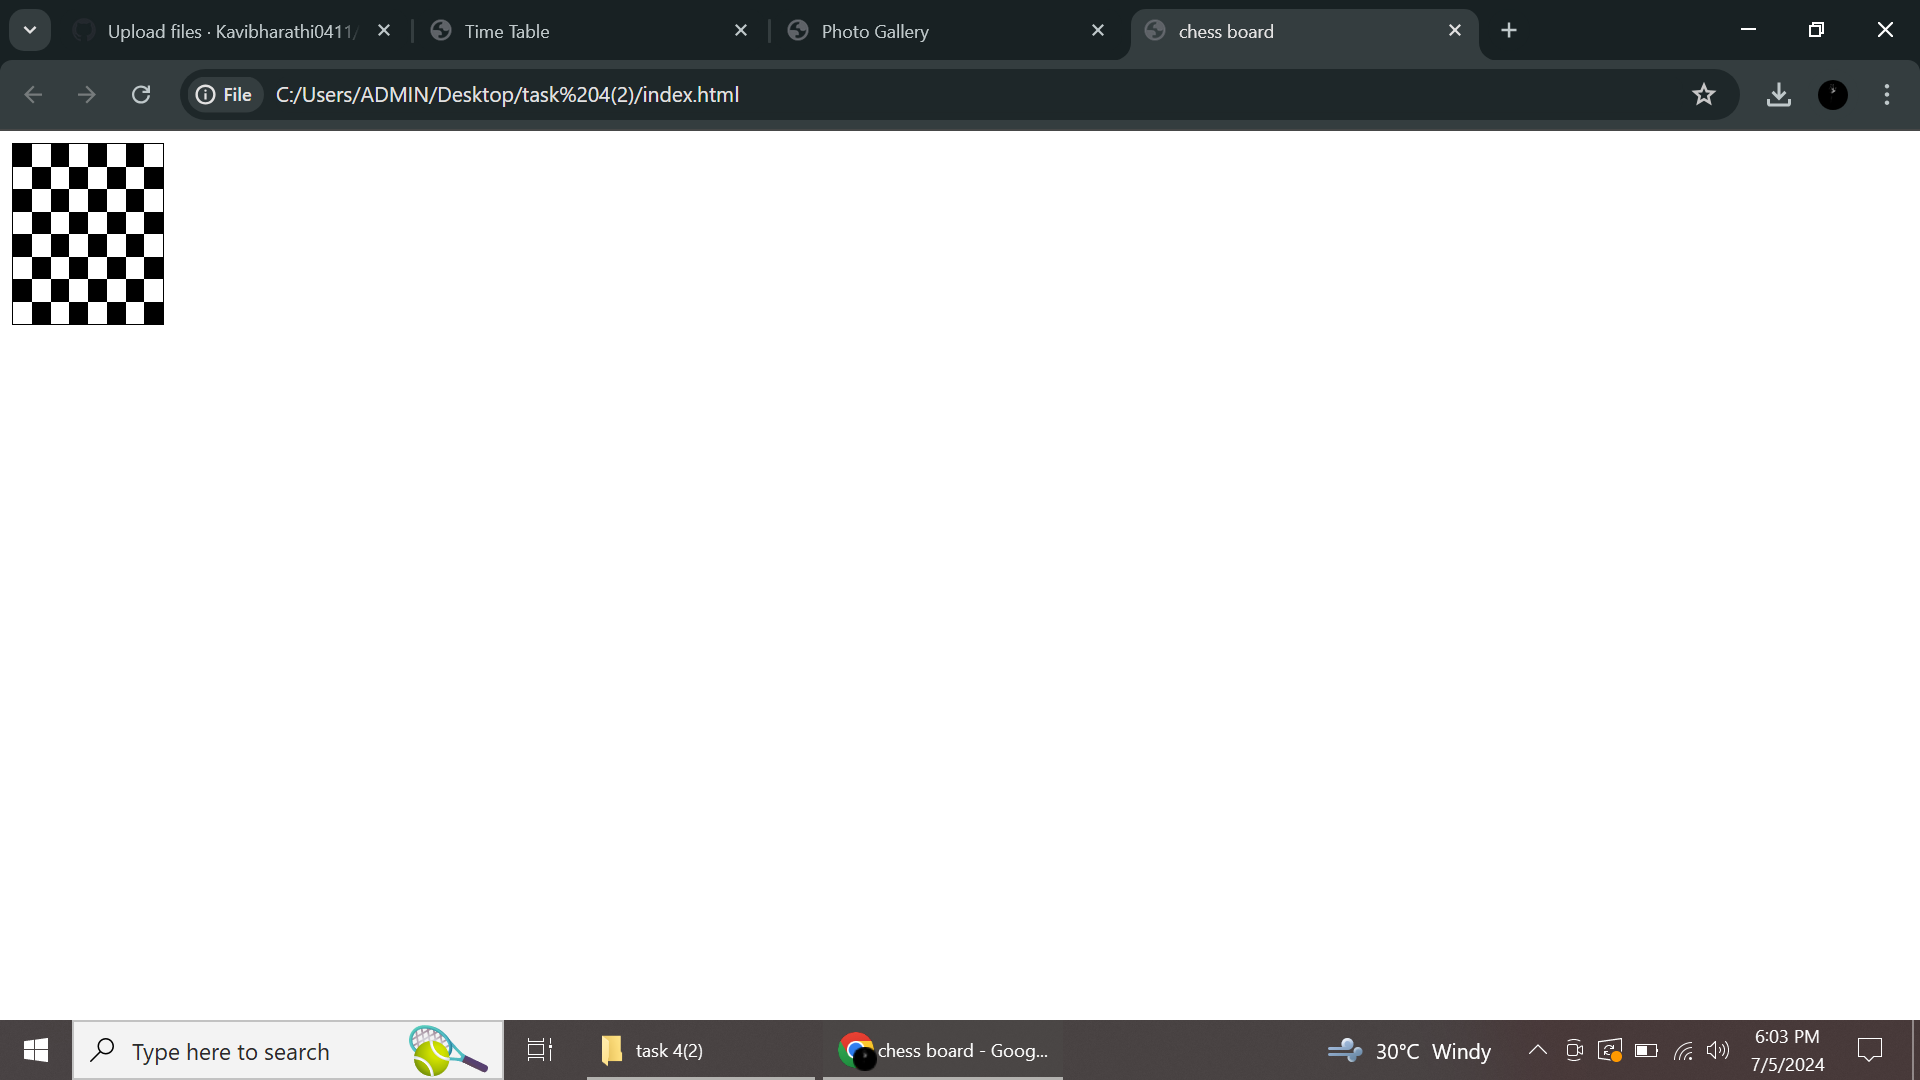 Upload files · Kavibharathi0411/
Time Table
Photo Gallery
chess board
File
C:/Users/ADMIN/Desktop/task%204(2)/index.html
Type here to search
task 4(2)
chess board - Goog...
30°C Windy
6:03 PM
7/5/2024